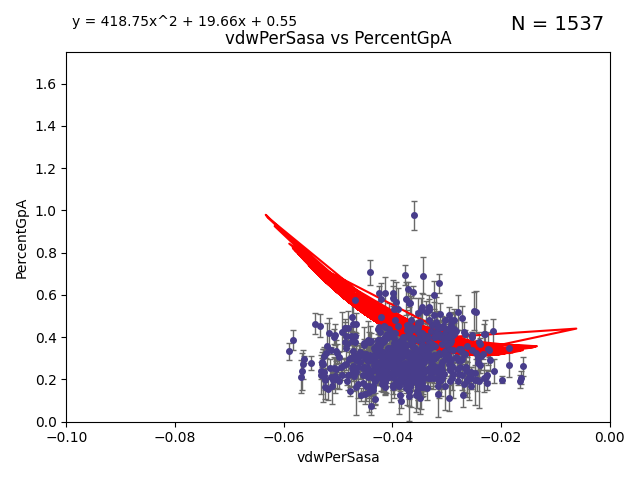 y = 418.75x^2 + 19.66x + 0.55
N = 1537
vdwPerSasa vs PercentGpA
PercentGpA
1.6
1.4
1.2
1.0
0.8
0.6
0.4
0.2
0.0
−0.10 −0.08 −0.06 −0.04 −0.02 0.00
vdwPerSasa